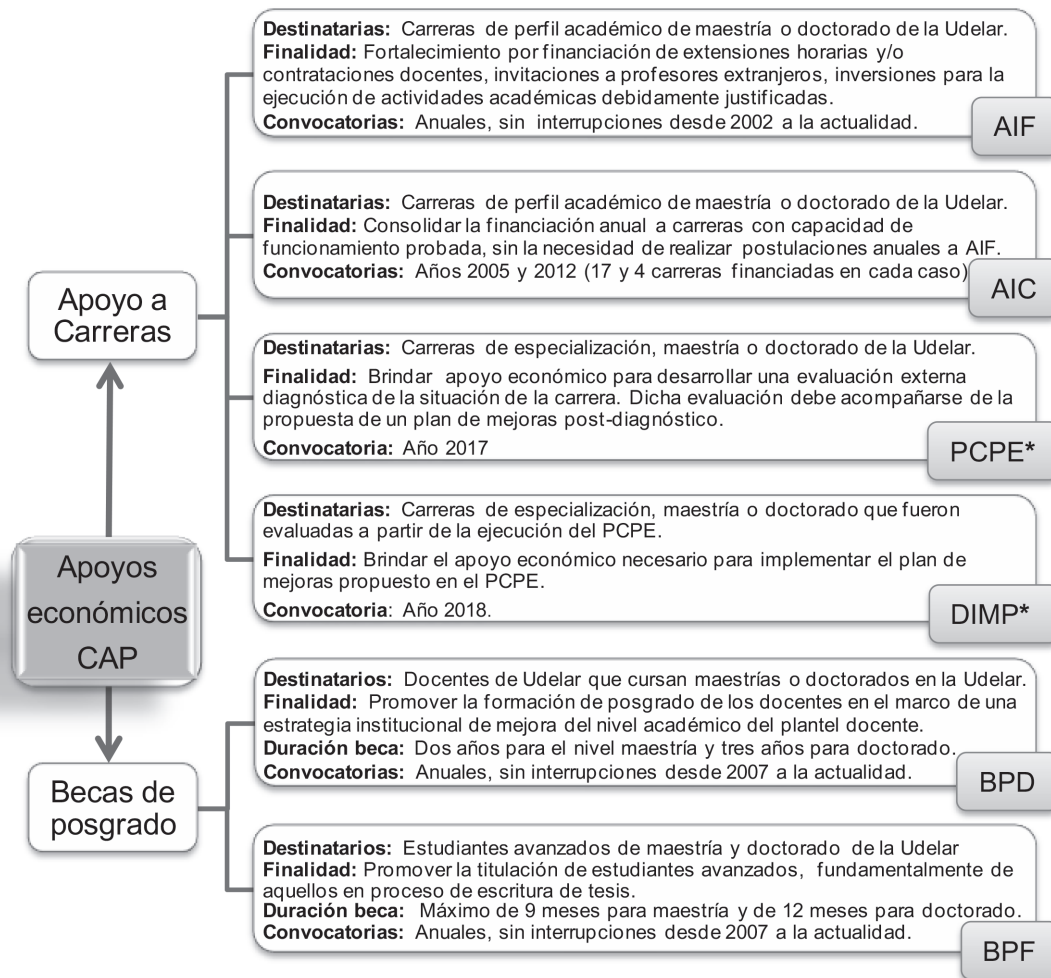 Destinatarias: Carreras de perfil académico de maestría o doctorado de la Udelar.
Finalidad: Fortalecimiento por financiación de extensiones horarias y/o
contrataciones docentes, invitaciones a profesores extranjeros, inversiones para la
ejecución de actividades académicas debidamente justificadas.
Convocatorias: Anuales, sin interrupciones desde 2002 a la actualidad.
AIF
Destinatarias: Carreras de perfil académico de maestría o doctorado de la Udelar.
Finalidad: Consolidar la financiación anual a carreras con capacidad de
funcionamiento probada, sin la necesidad de realizar postulaciones anuales a AIF.
Convocatorias: Años 2005 y 2012 (17 y 4 carreras financiadas en cada caso)
AIC
Apoyo a
Carreras
Destinatarias: Carreras de especialización, maestría o doctorado de la Udelar.
Finalidad: Brindar apoyo económico para desarrollar una evaluación externa
diagnóstica de la situación de la carrera. Dicha evaluación debe acompañarse de la
propuesta de un plan de mejoras post-diagnóstico.
Convocatoria: Año 2017
PCPE*
Destinatarias: Carreras de especialización, maestría o doctorado que fueron
evaluadas a partir de la ejecución del PCPE.
Finalidad: Brindar el apoyo económico necesario para implementar el plan de
mejoras propuesto en el PCPE.
Convocatoria: Año 2018.
DIMP*
Apoyos
económicos
CAP
Destinatarios: Docentes de Udelar que cursan maestrías o doctorados en la Udelar.
Finalidad: Promover la formación de posgrado de los docentes en el marco de una
estrategia institucional de mejora del nivel académico del plantel docente.
Duración beca: Dos años para el nivel maestría y tres años para doctorado.
Convocatorias: Anuales, sin interrupciones desde 2007 a la actualidad.
BPD
Becas de
posgrado
Destinatarios: Estudiantes avanzados de maestría y doctorado de la Udelar
Finalidad: Promover la titulación de estudiantes avanzados, fundamentalmente de
aquellos en proceso de escritura de tesis.
Duración beca: Máximo de 9 meses para maestría y de 12 meses para doctorado.
Convocatorias: Anuales, sin interrupciones desde 2007 a la actualidad.
BPF